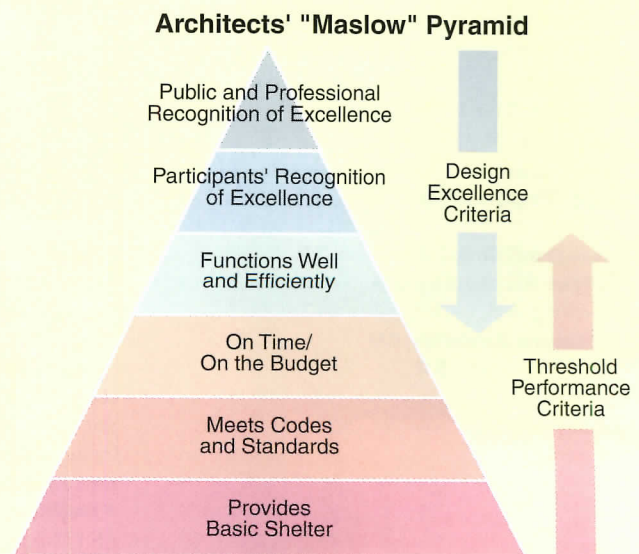 Architects' "Maslow" Pyramid
Public and Professional
Recognition of Excellence
Participants' Recognition
of Excellence
Functions Well
and Efficiently
On Time/
On the Budget
Meets Codes
and Standards
Provides
Basic Shelter
Design
Excellence
Criteria
Threshold
Performance
Criteria